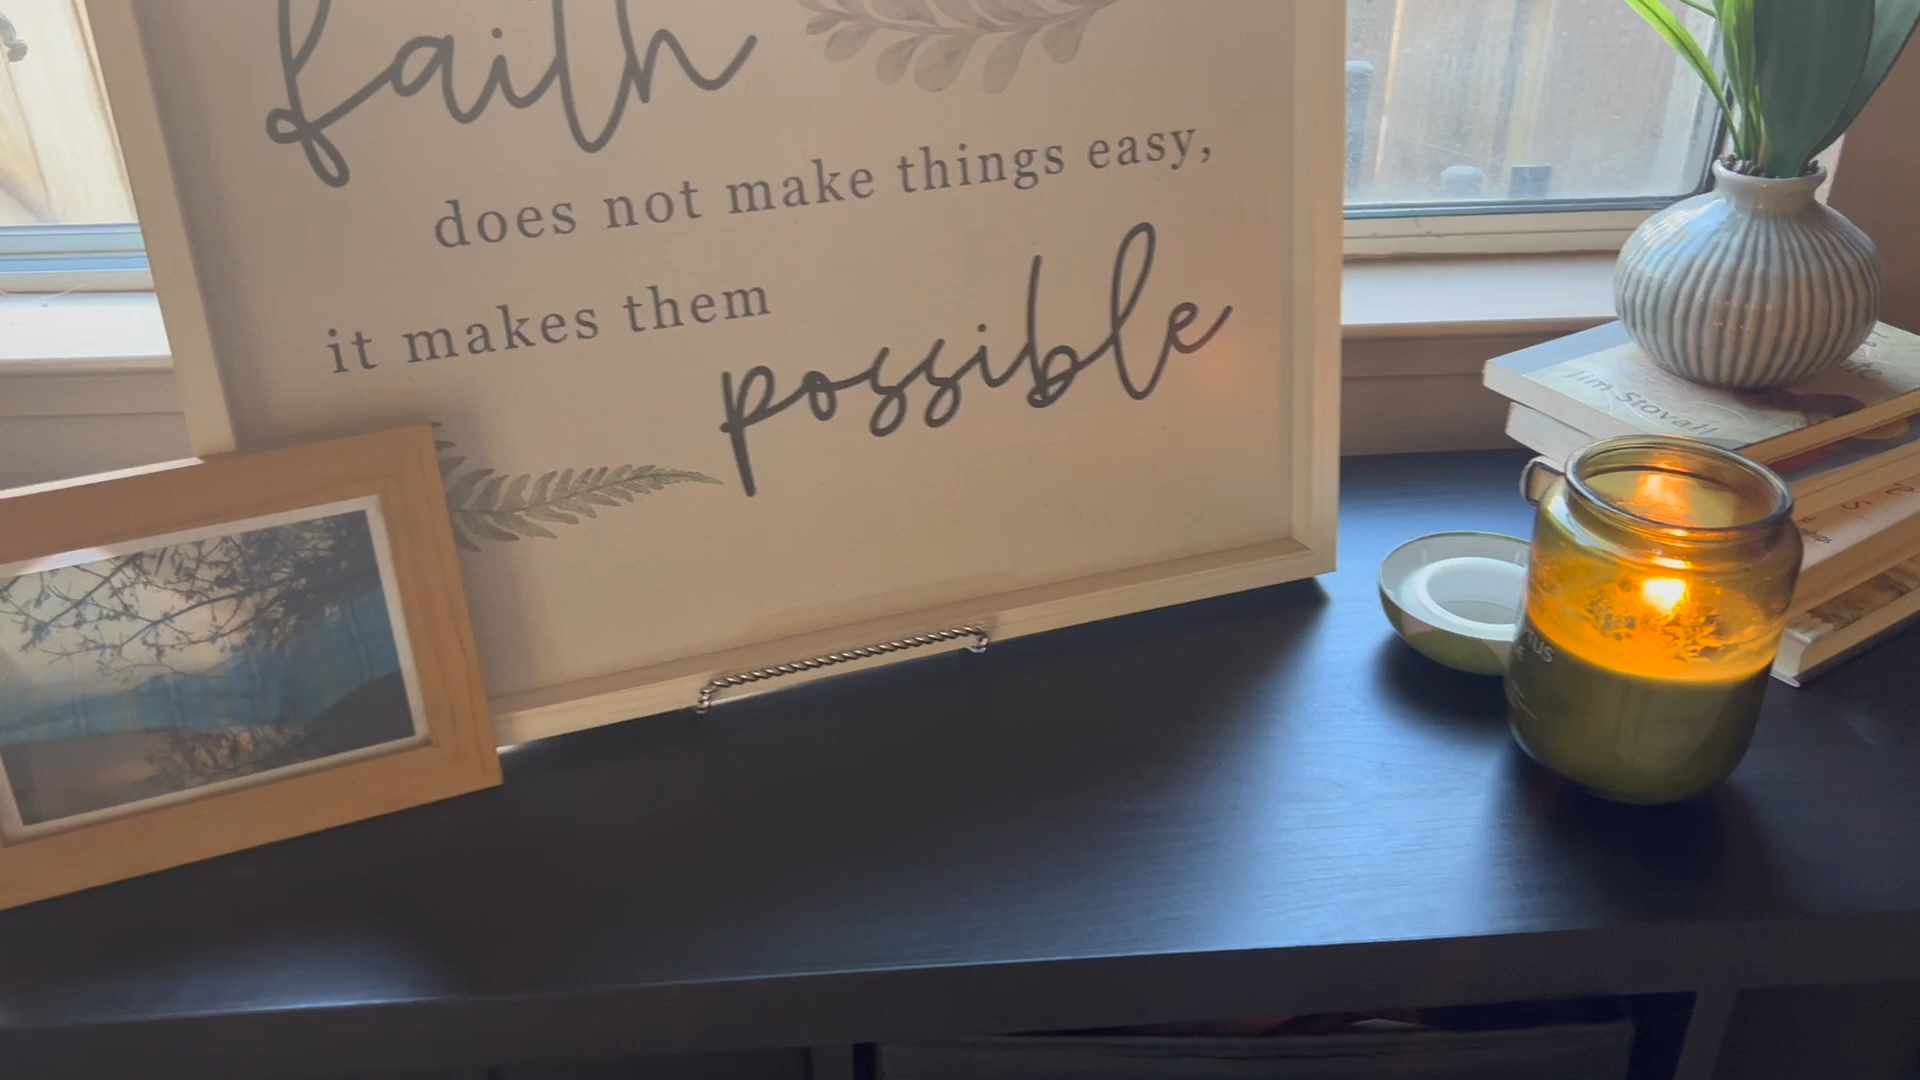 faith
does not make things easy,
it makes them
possible
Jim Stovall